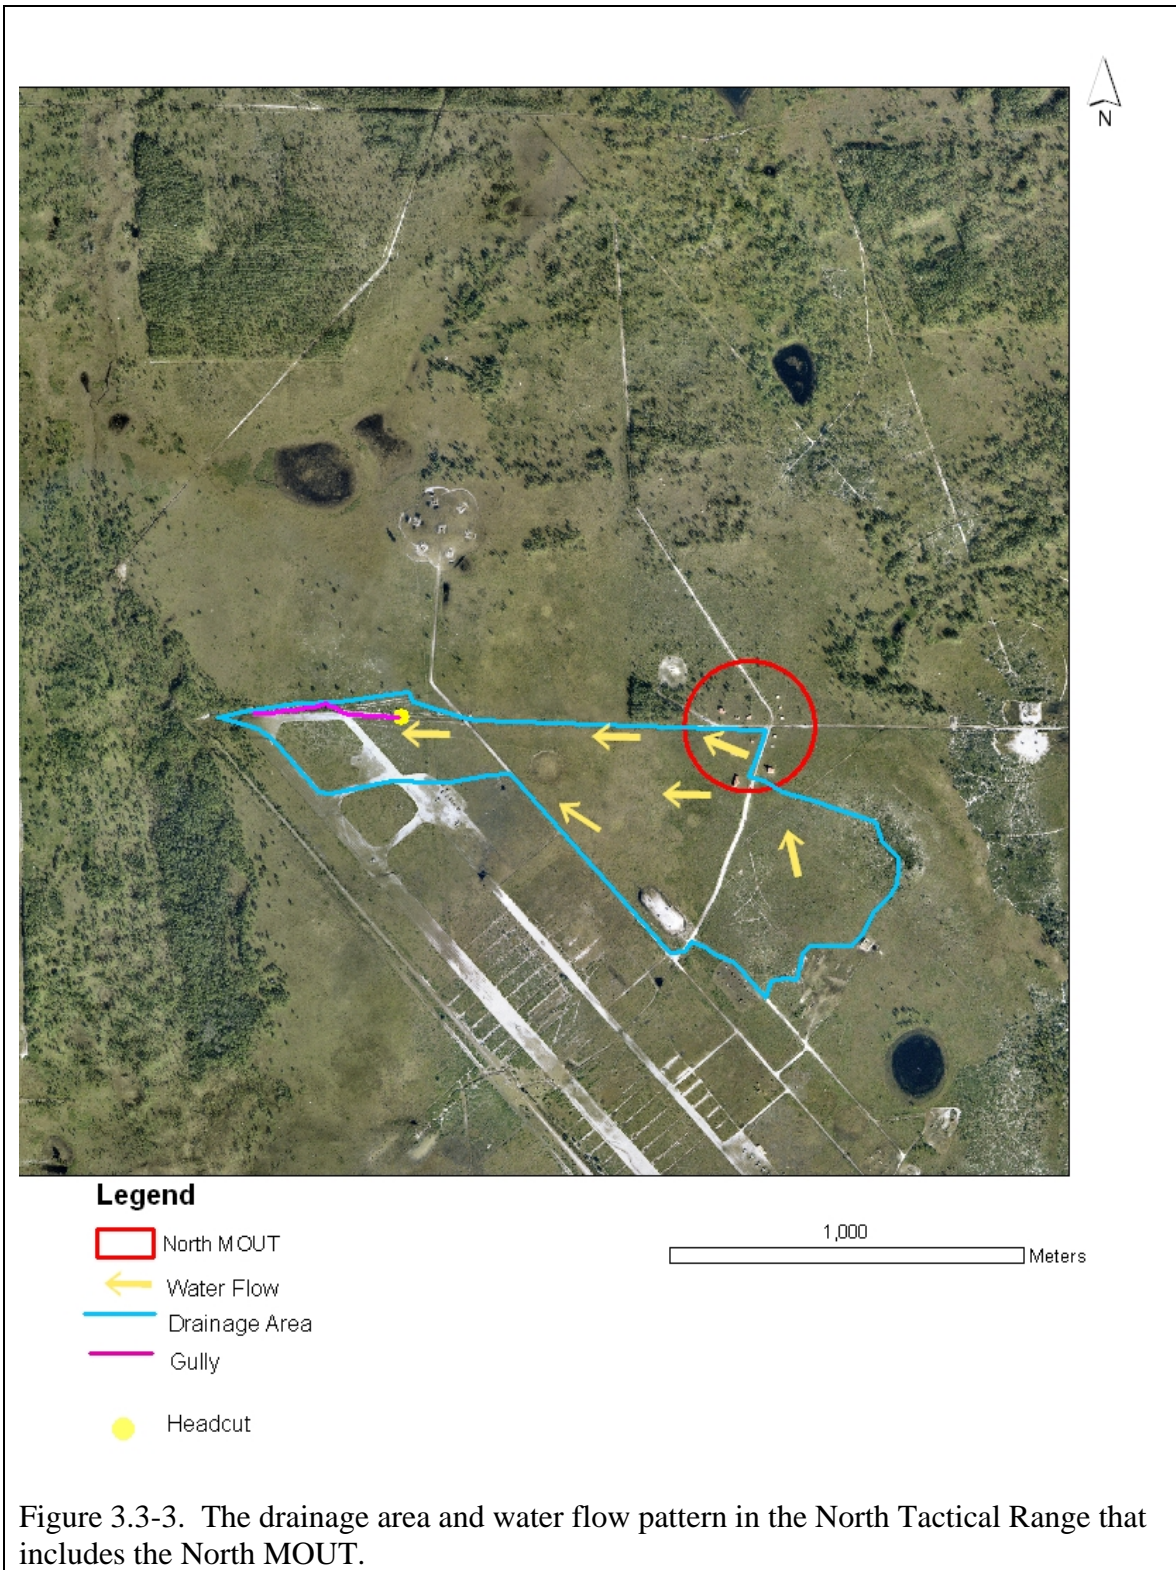 N
Legend
North MOUT
Water Flow
Drainage Area
Gully
Headcut
1,000
Meters
Figure 3.3-3.  The drainage area and water flow pattern in the North Tactical Range that
includes the North MOUT.